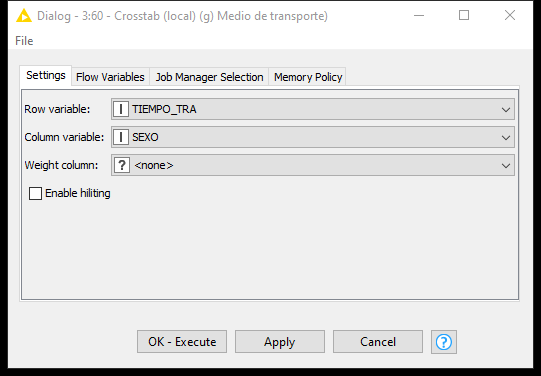 Dialog - 3:60 - Crosstab (local) (g) Medio de transporte)
File
Settings Flow Variables Job Manager Selection Memory Policy
Row variable: I TIEMPO_TRA
Column variable: I SEXO
Weight column: ? <none>
Enable hiliting
OK - Execute Apply Cancel ?